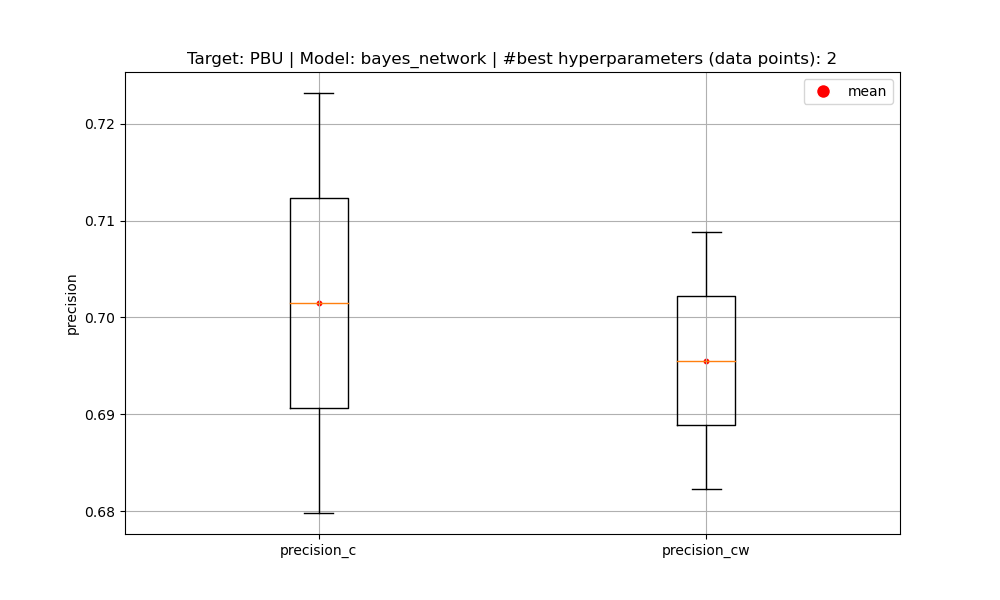 Target: PBU | Model: bayes_network | #best hyperparameters (data points): 2
mean
0.72
0.71
0.70
0.69
0.68
precision
precision_c
precision_cw